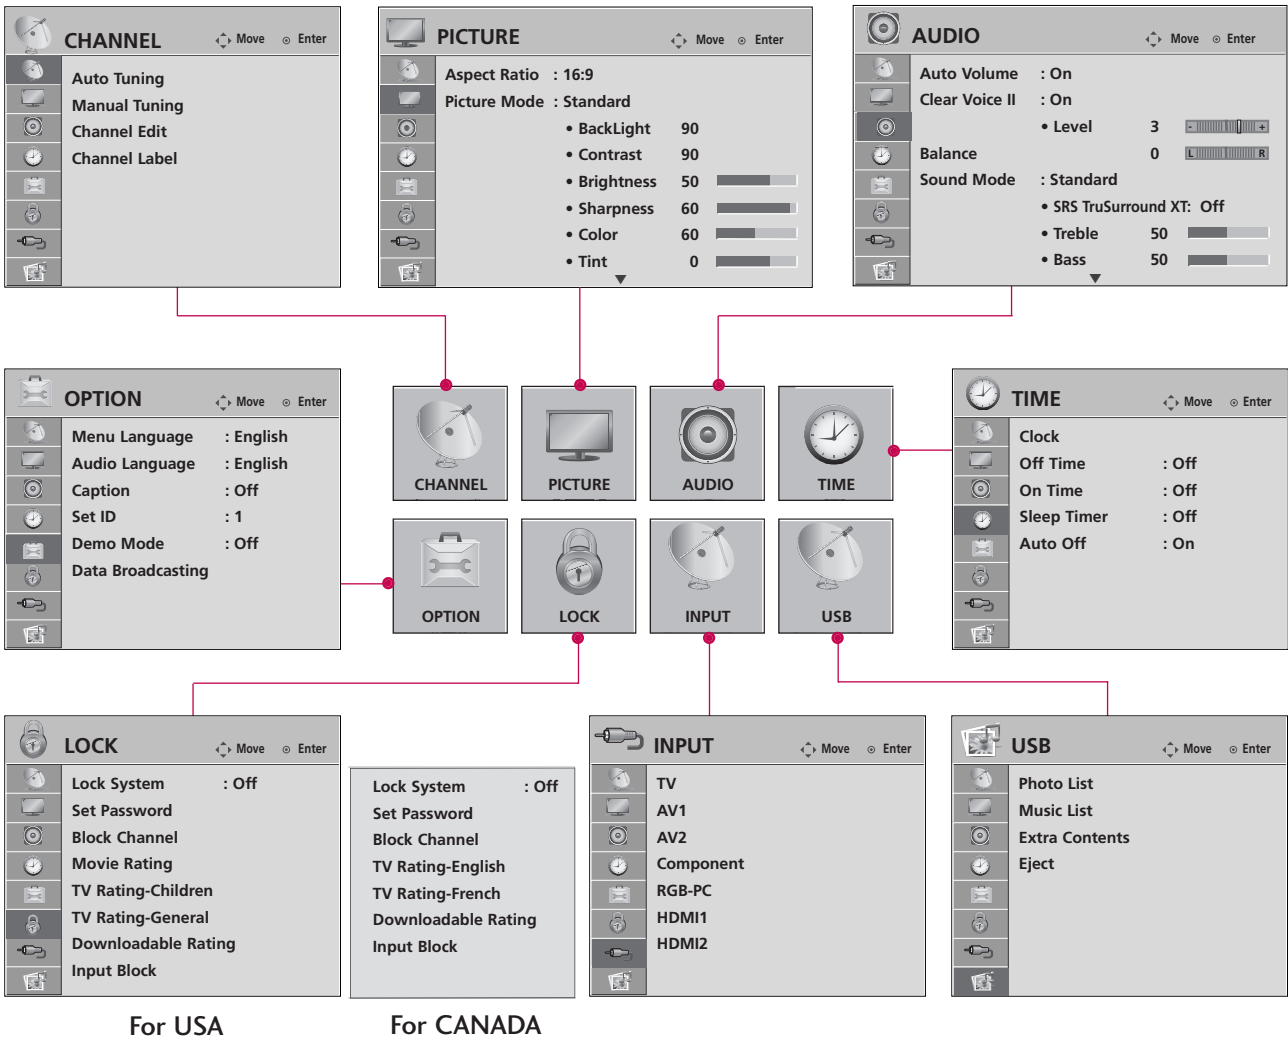 CHANNEL Move Enter
Auto Tuning
Manual Tuning
Channel Edit
Channel Label
PICTURE Move Enter
Aspect Ratio : 16:9
Picture Mode : Standard
• BackLight 90
• Contrast 90
• Brightness 50
• Sharpness 60
• Color 60
• Tint 0
AUDIO Move Enter
Auto Volume : On
Clear Voice II : On
• Level 3 - +
Balance 0 L R
Sound Mode : Standard
• SRS TruSurround XT: Off
• Treble 50
• Bass 50
OPTION Move Enter
Menu Language : English
Audio Language : English
Caption : Off
Set ID : 1
Demo Mode : Off
Data Broadcasting
CHANNEL
PICTURE
AUDIO
TIME
OPTION
LOCK
INPUT
USB
TIME Move Enter
Clock
Off Time : Off
On Time : Off
Sleep Timer : Off
Auto Off : On
LOCK Move Enter
Lock System : Off
Set Password
Block Channel
Movie Rating
TV Rating-Children
TV Rating-General
Downloadable Rating
Input Block
For USA
Lock System : Off
Set Password
Block Channel
TV Rating-English
TV Rating-French
Downloadable Rating
Input Block
For CANADA
INPUT Move Enter
TV
AV1
AV2
Component
RGB-PC
HDMI1
HDMI2
USB Move Enter
Photo List
Music List
Extra Contents
Eject